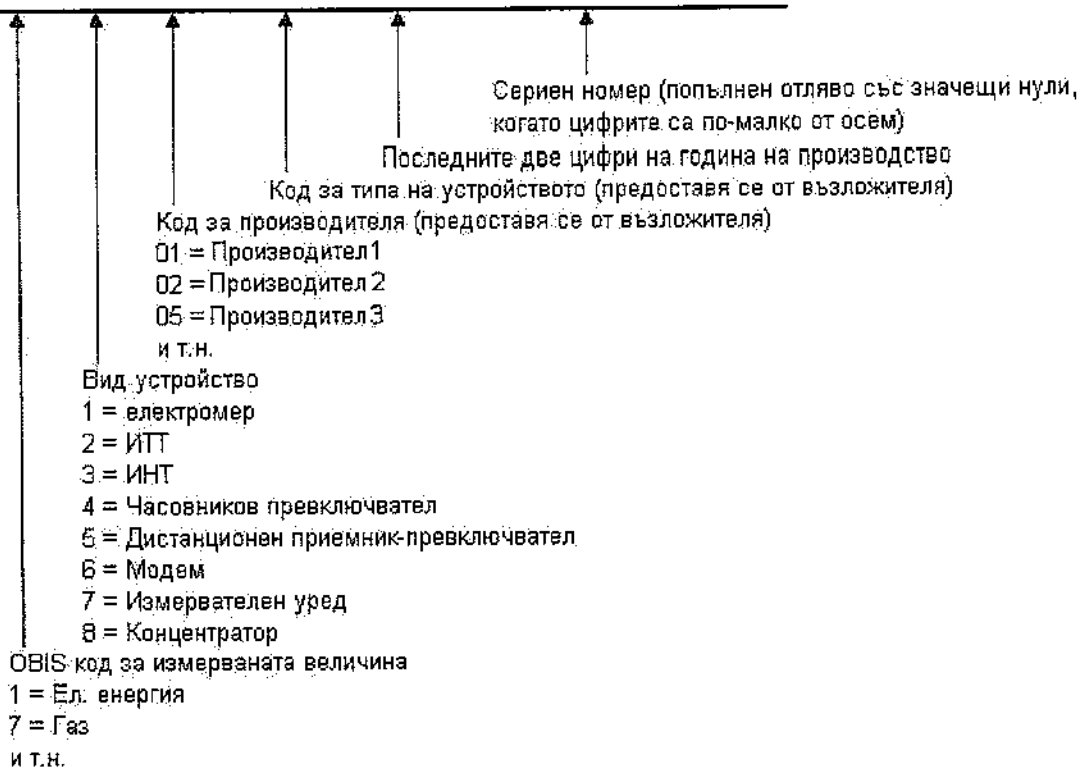 Сериен номер (попълнен отляво със значещи нули,
когато цифрите са по-малко от осем)
Последните две цифри на година на производство
Код за типа на устройството (предоставя се от възложителя)
Код за производителя (предоставя се от възложителя)
01 = Производител 1
02 = Производител 2
05 = Производител 3
и т.н.
Вид устройство
1 = електромер
2 = ИТТ
3 = ИНТ
4 = Часовников превключвател
5 = Дистанционен приемник-превключвател
6 = Модем
7 = Измервателен уред
8 = Концентратор
OBIS код за измерваната величина
1 = Ел. енергия
7 = Газ
и т.н.